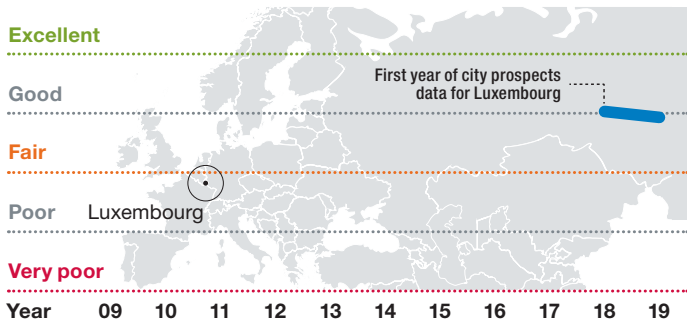 Excellent
First year of city prospects
data for Luxembourg
Good
Fair
Luxembourg
Poor
Very poor
Year 09 10 11 12 13 14 15 16 17 18 19